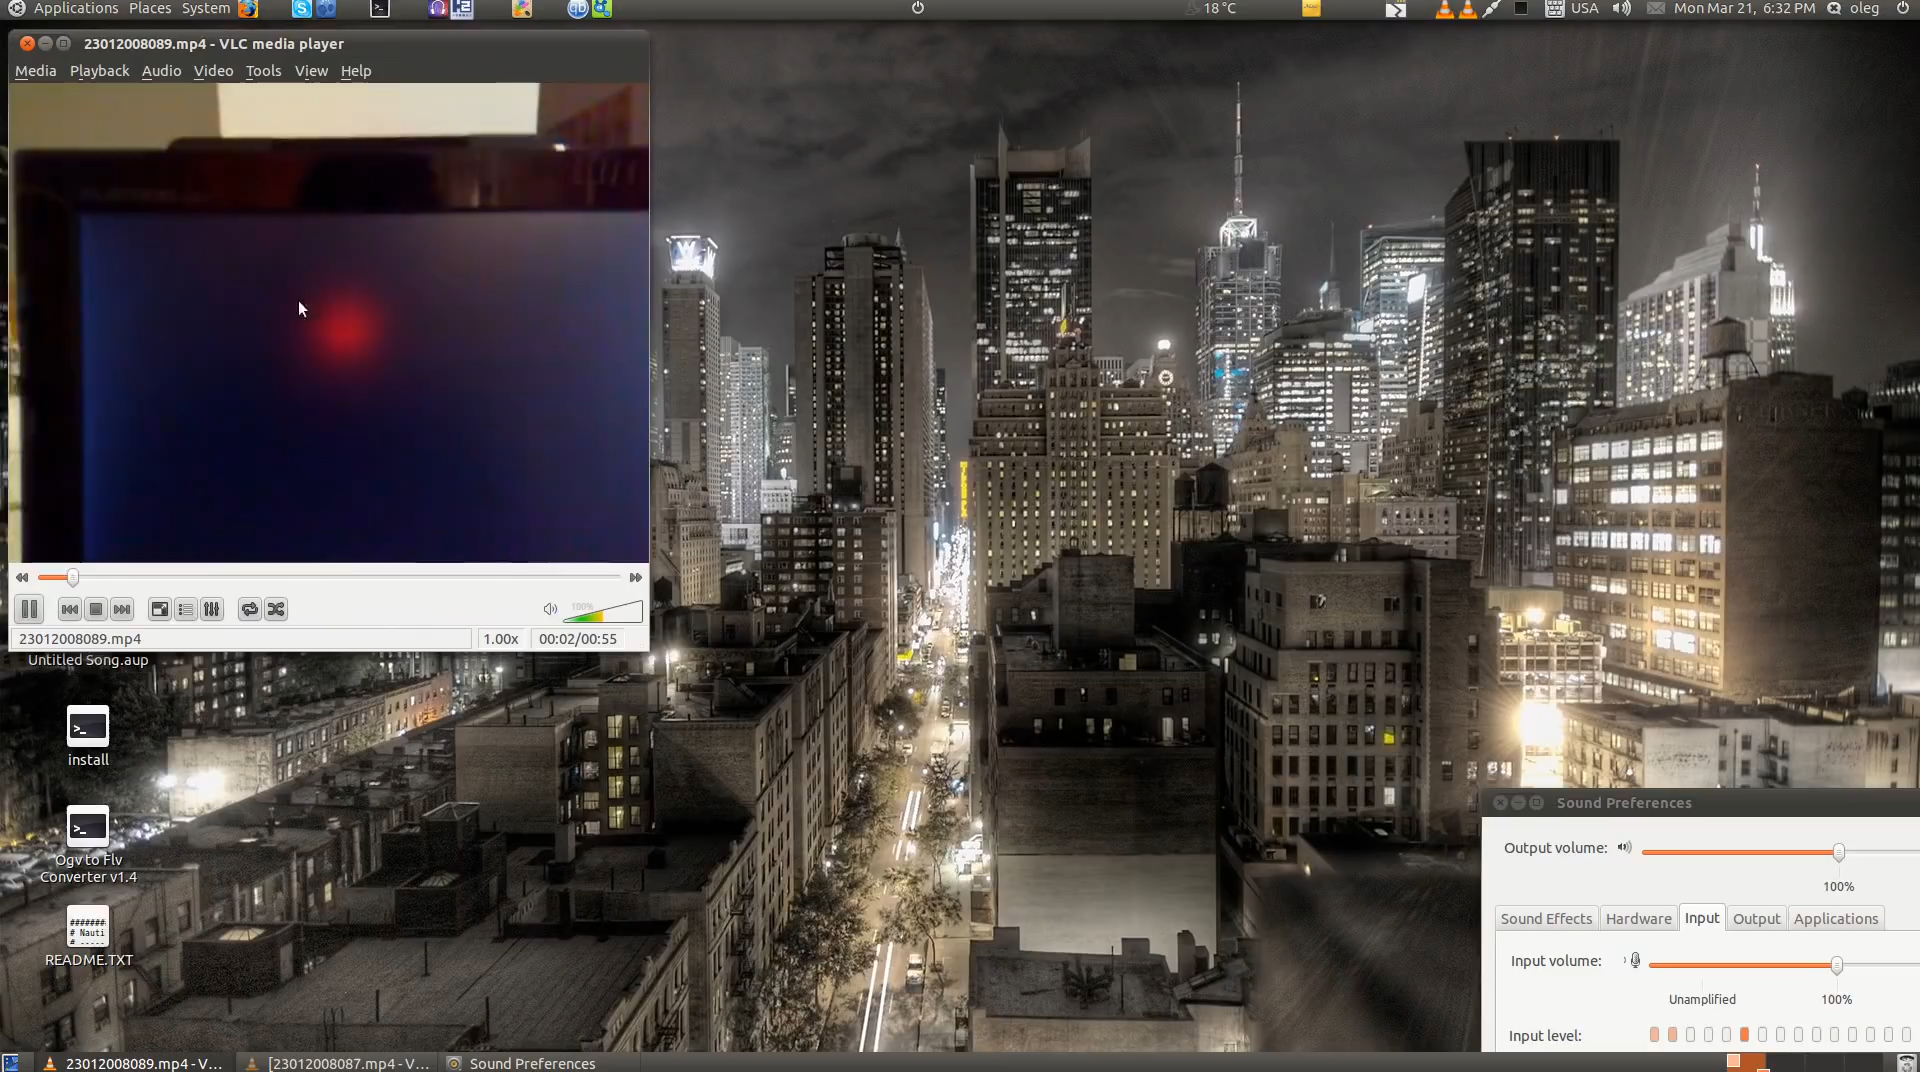 Applications Places System
18 °C
USA
Mon Mar 21, 6:32 PM
oleg
23012008089.mp4 - VLC media player
Media Playback Audio Video Tools View Help
W
100%
23012008089.mp4
1.00x
00:02/00:55
Untitled Song.aup
install
Ogv to Flv
Converter v1.4
#######
# Nauti
# -----
README.TXT
Sound Preferences
Output volume:
100%
Sound Effects Hardware Input Output Applications
Input volume:
Unamplified
100%
Input level:
23012008089.mp4 - V...
[23012008087.mp4 - V...
Sound Preferences